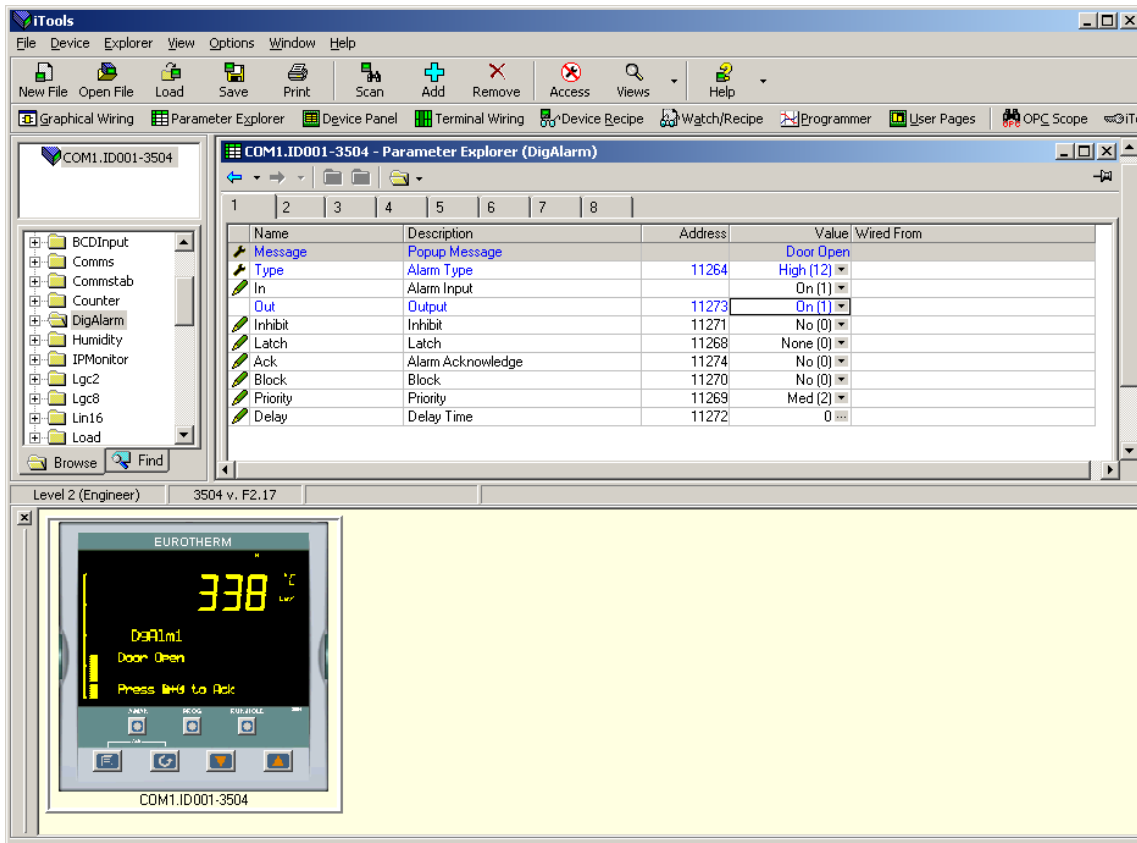 iTools
File Device Explorer View Options Window Help
New File Open File Load Save Print Scan Add Remove Access Views Help
Graphical Wiring Parameter Explorer Device Panel Terminal Wiring Device Recipe Watch/Recipe Programmer User Pages OPC Scope iTo
COM1.ID001-3504
COM1.ID001-3504 - Parameter Explorer (DigAlarm)
1 2 3 4 5 6 7 8
BCDInput
Comms
Commstab
Counter
DigAlarm
Humidity
IPMonitor
Lgc2
Lgc8
Lin16
Load
Browse Find
Name Description Address Value Wired From
Message Popup Message Door Open
Type Alarm Type 11264 High (12)
In Alarm Input On (1)
Out Output 11273 On (1)
Inhibit Inhibit 11271 No (0)
Latch Latch 11268 None (0)
Ack Alarm Acknowledge 11274 No (0)
Block Block 11270 No (0)
Priority Priority 11269 Med (2)
Delay Delay Time 11272 0 ...
Level 2 (Engineer) 3504 v. F2.17
EUROTHERM
338 °C
DgAlm1
Door Open
Press to Ack
COM1.ID001-3504